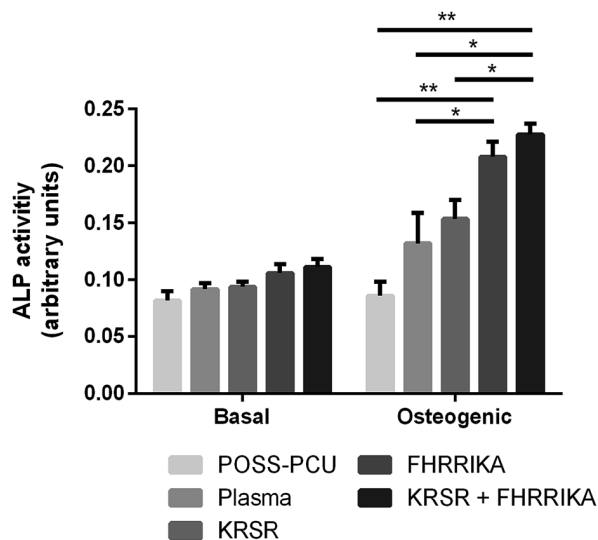 **
*
*
**
*
0.25
0.20
0.15
0.10
0.05
0.00
ALP activitiy
(arbitrary units)
Basal Osteogenic
POSS-PCU FHRRIKA
Plasma KRSR + FHRRIKA
KRSR